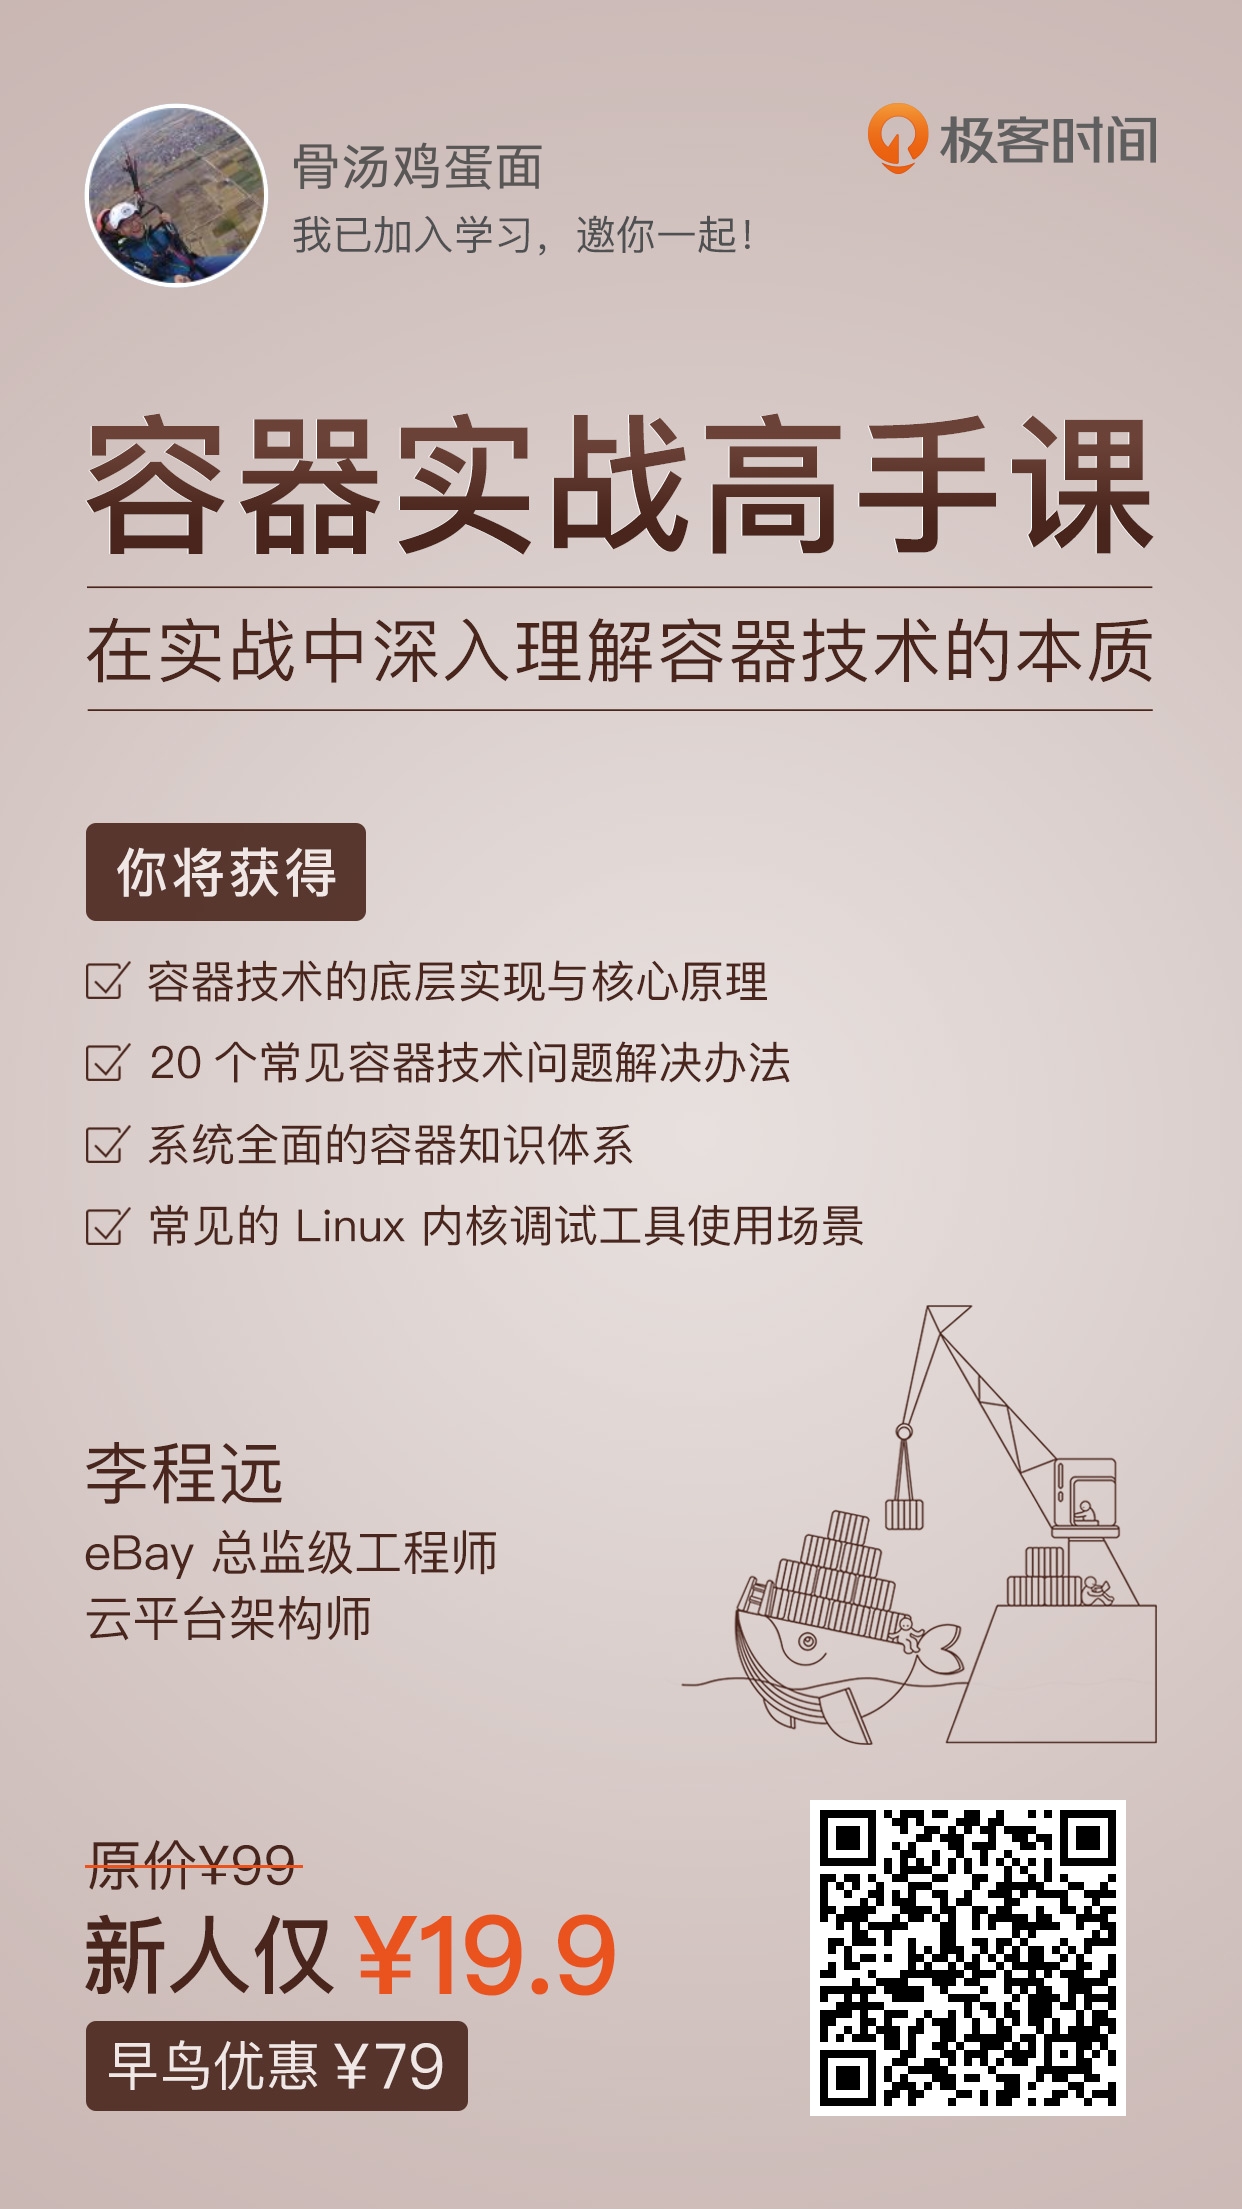 骨汤鸡蛋面
极客时间
我已加入学习，邀你一起！
容器实战高手课
在实战中深入理解容器技术的本质
你将获得
容器技术的底层实现与核心原理
20 个常见容器技术问题解决办法
系统全面的容器知识体系
常见的 Linux 内核调试工具使用场景
李程远
eBay 总监级工程师
云平台架构师
原价¥99
新人仅 ¥19.9
早鸟优惠 ¥79